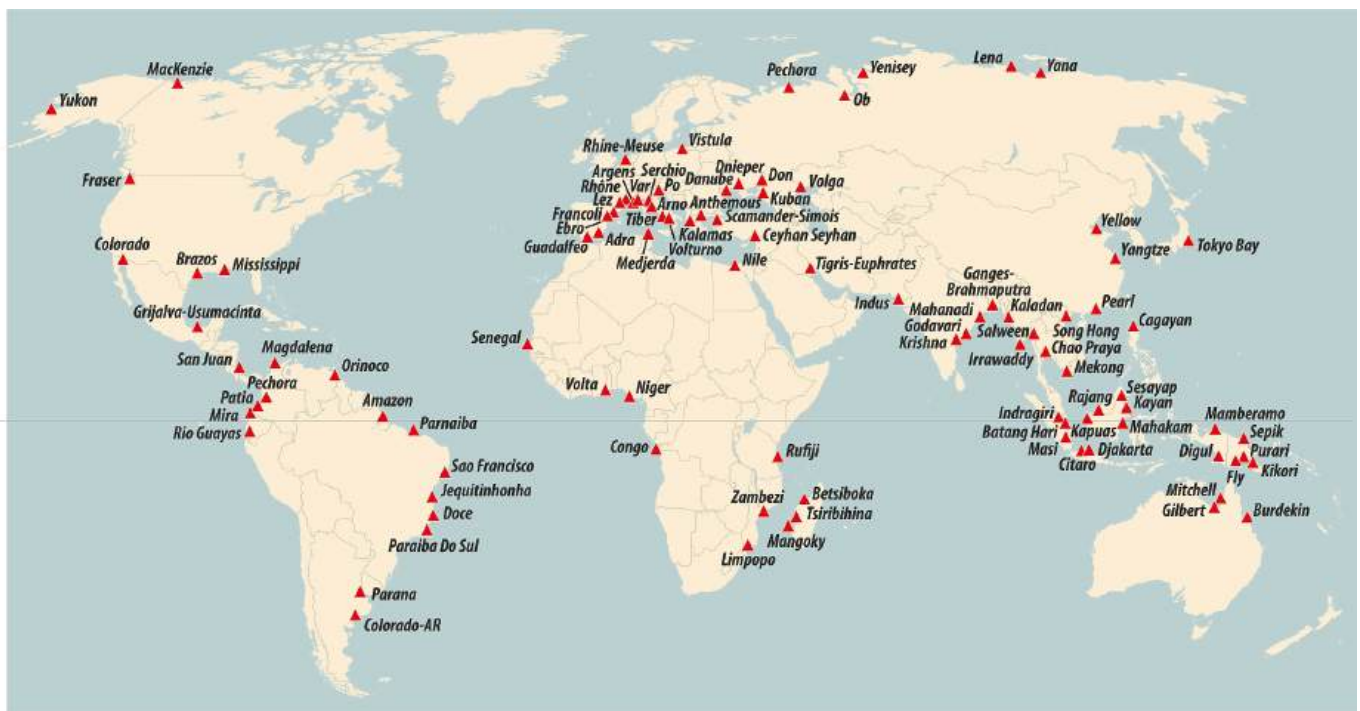 Lena
Yana
Yenisey
Pechora
Ob
MacKenzie
Yukon
Fraser
Vistula
Rhine-Meuse
Serchio
Argens
Dnieper
Don
Rhône
Var
Po
Danube
Volga
Lez
Arno
Anthemous
Kuban
Francoli
Tiber
Scamander-Simois
Ebro
Kalamas
Ceyhan Seyhan
Guadalfeo
Adra
Volturno
Medjerda
Nile
Tigris-Euphrates
Yellow
Tokyo Bay
Yangtze
Colorado
Brazos
Mississippi
Grijalva-Usumacinta
San Juan
Magdalena
Orinoco
Pechora
Patia
Mira
Rio Guayas
Amazon
Parnaiba
Sao Francisco
Jequitinhonha
Doce
Paraiba Do Sul
Parana
Colorado-AR
Senegal
Volta
Niger
Congo
Rufiji
Zambezi
Betsiboka
Tsiribihina
Mangoky
Limpopo
Indus
Ganges-
Brahmaputra
Mahanadi
Kaladan
Pearl
Godavari
Salween
Song Hong
Cagayan
Krishna
Irrawaddy
Chao Praya
Mekong
Sesayap
Rajang
Kayan
Indragiri
Mahakam
Batang Hari
Kapuas
Masi
Djakarta
Citaro
Mamberamo
Sepik
Digul
Purari
Fly
Kikori
Mitchell
Gilbert
Burdekin